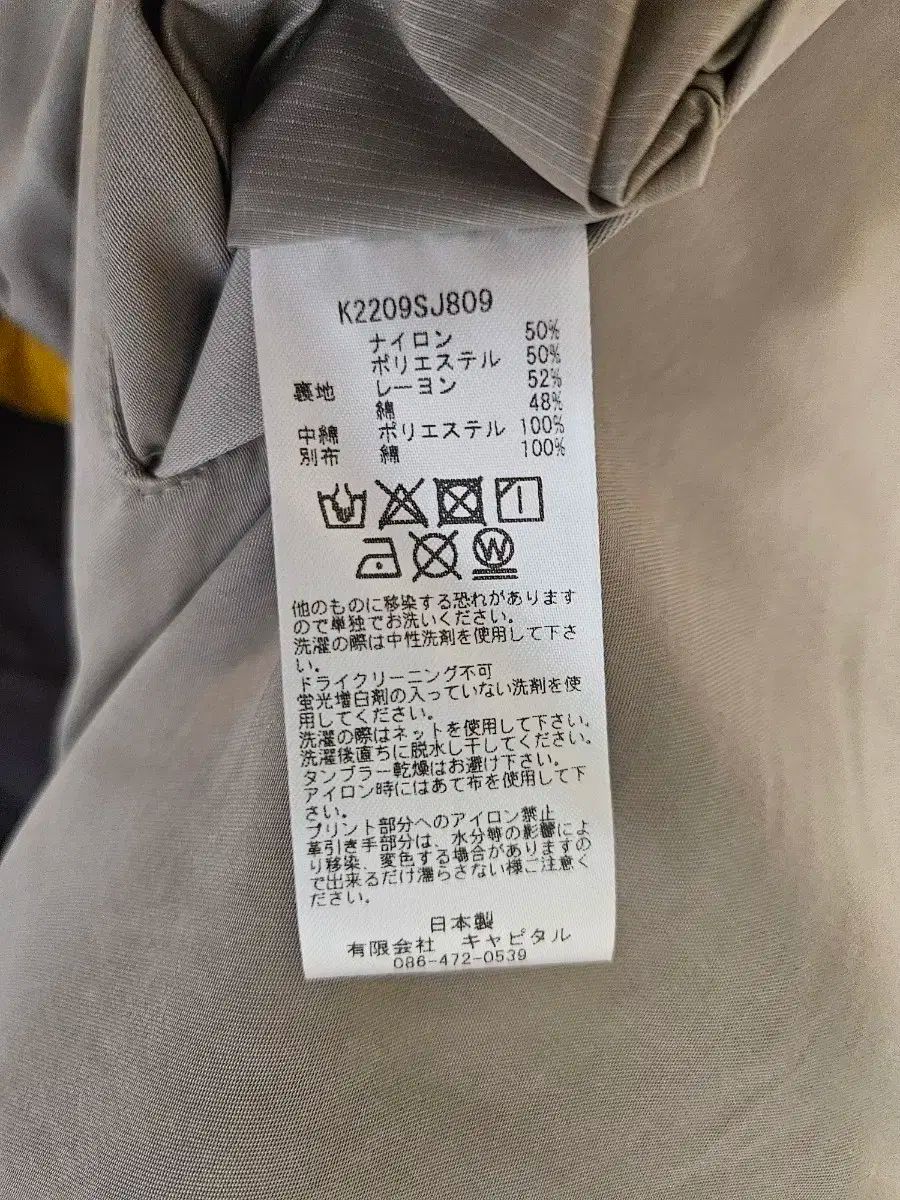 K2209SJ809
ナイロン 50%
ポリエステル 50%
裏地 レーヨン 52%
綿 48%
中綿 ポリエステル 100%
別布 綿 100%
W
他のものに移染する恐れがあります
ので単独でお洗いください。
洗濯の際は中性洗剤を使用して下さ
い。
ドライクリーニング不可
蛍光増白剤の入っていない洗剤を使
用してください。
洗濯の際はネットを使用して下さい。
洗濯後直ちに脱水し干してください。
タンブラー乾燥はお避け下さい。
アイロン時にはあて布を使用して下
さい。
プリント部分へのアイロン禁止
革引き手部分は、水分等の影響によ
り移染、変色する場合がありますの
で出来るだけ濡らさない様ご注意く
ださい。
日本製
有限会社 キャピタル
086-472-0539